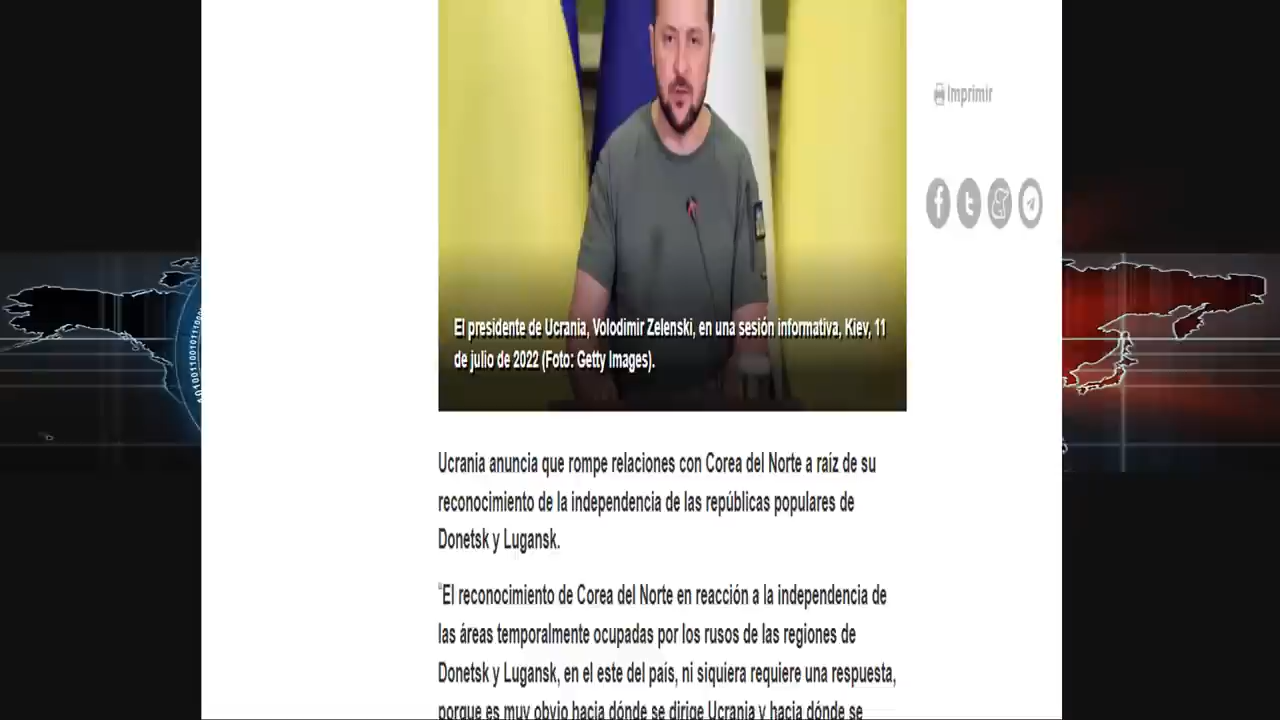 Imprimir
El presidente de Ucrania, Volodimir Zelenski, en una sesión informativa, Kiev, 11
de julio de 2022 (Foto: Getty Images).
Ucrania anuncia que rompe relaciones con Corea del Norte a raíz de su
reconocimiento de la independencia de las repúblicas populares de
Donetsk y Lugansk.
"El reconocimiento de Corea del Norte en reacción a la independencia de
las áreas temporalmente ocupadas por los rusos de las regiones de
Donetsk y Lugansk, en el este del país, ni siquiera requiere una respuesta,
porque es muy obvio hacia dónde se dirige Ucrania y hacia dónde se